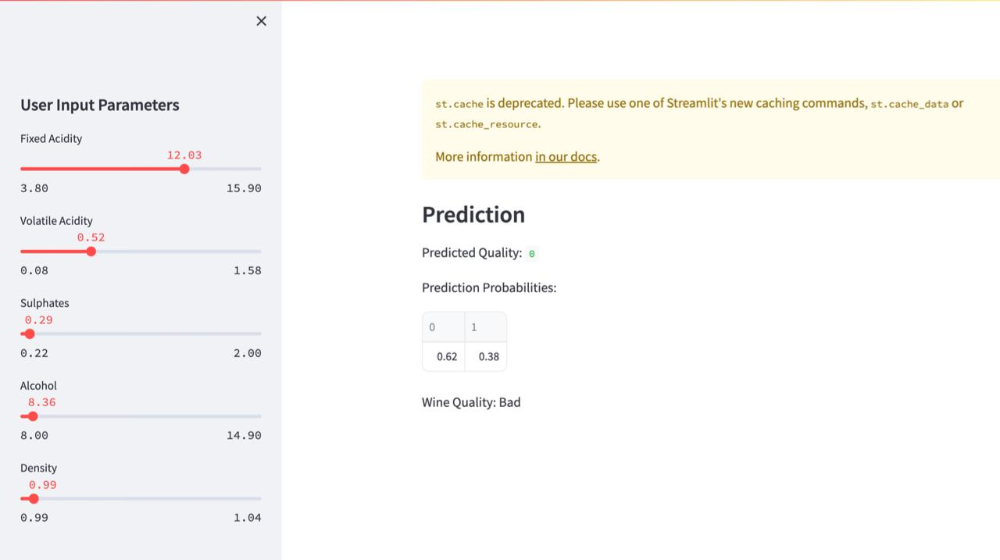 User Input Parameters
Fixed Acidity
12.03
3.80 15.90
Volatile Acidity
0.52
0.08 1.58
Sulphates
0.29
0.22 2.00
Alcohol
8.36
8.00 14.90
Density
0.99
0.99 1.04
st.cache is deprecated. Please use one of Streamlit's new caching commands, st.cache_data or
st.cache_resource.
More information in our docs.
Prediction
Predicted Quality: 0
Prediction Probabilities:
0 1
0.62 0.38
Wine Quality: Bad